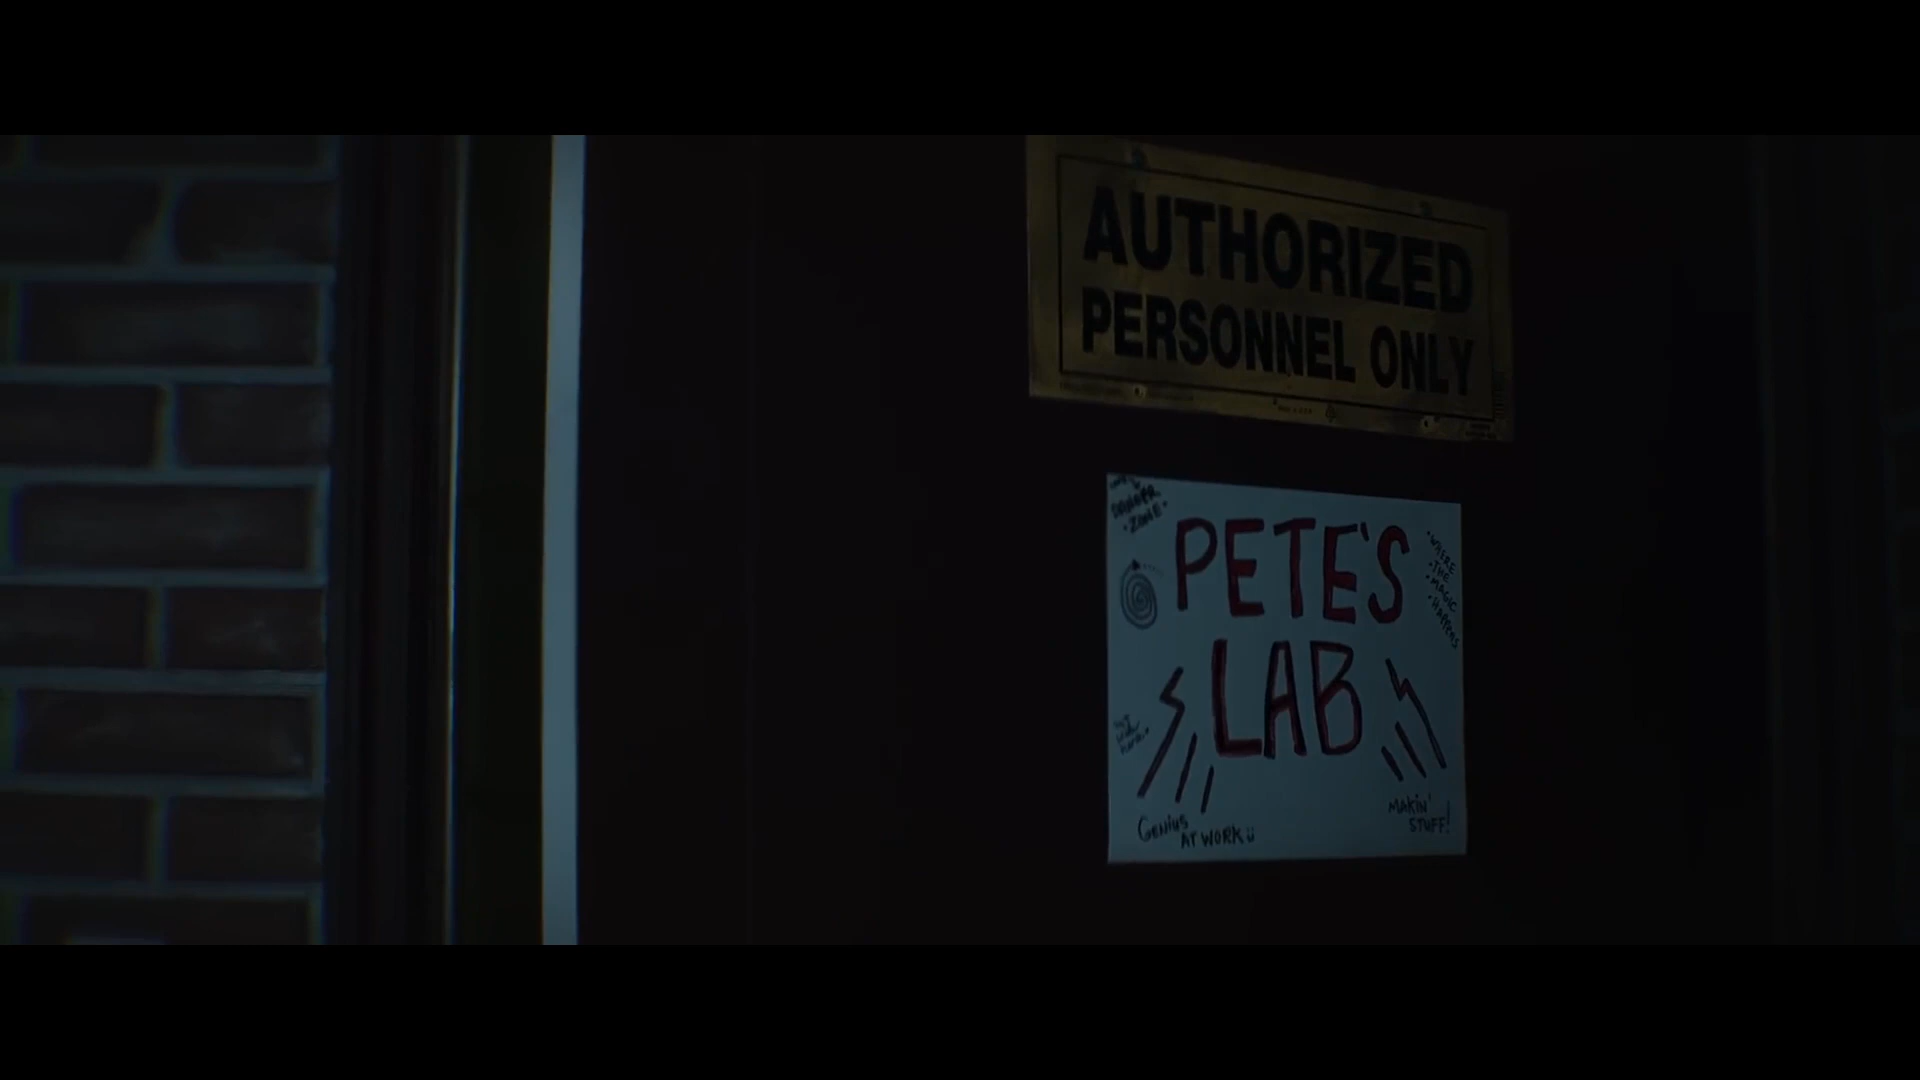 AUTHORIZED
PERSONNEL ONLY
DANGER
ZONE
PETE'S
LAB
WHERE
THE
MAGIC
HAPPENS
GENIUS
AT WORK
MAKIN'
STUFF!